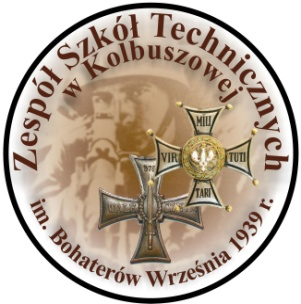 Zespół Szkół Technicznych
w Kolbuszowej
MILI
VIR TUTI
TARI
im. Bohaterów Września 1939 r.